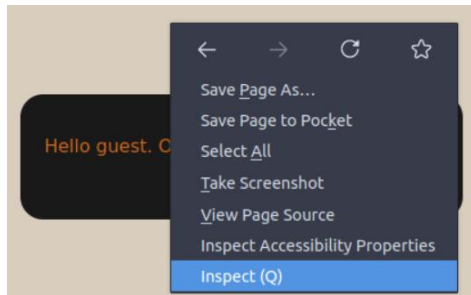 Save Page As...
Save Page to Pocket
Select All
Hello guest.
Take Screenshot
View Page Source
Inspect Accessibility Properties
Inspect (Q)